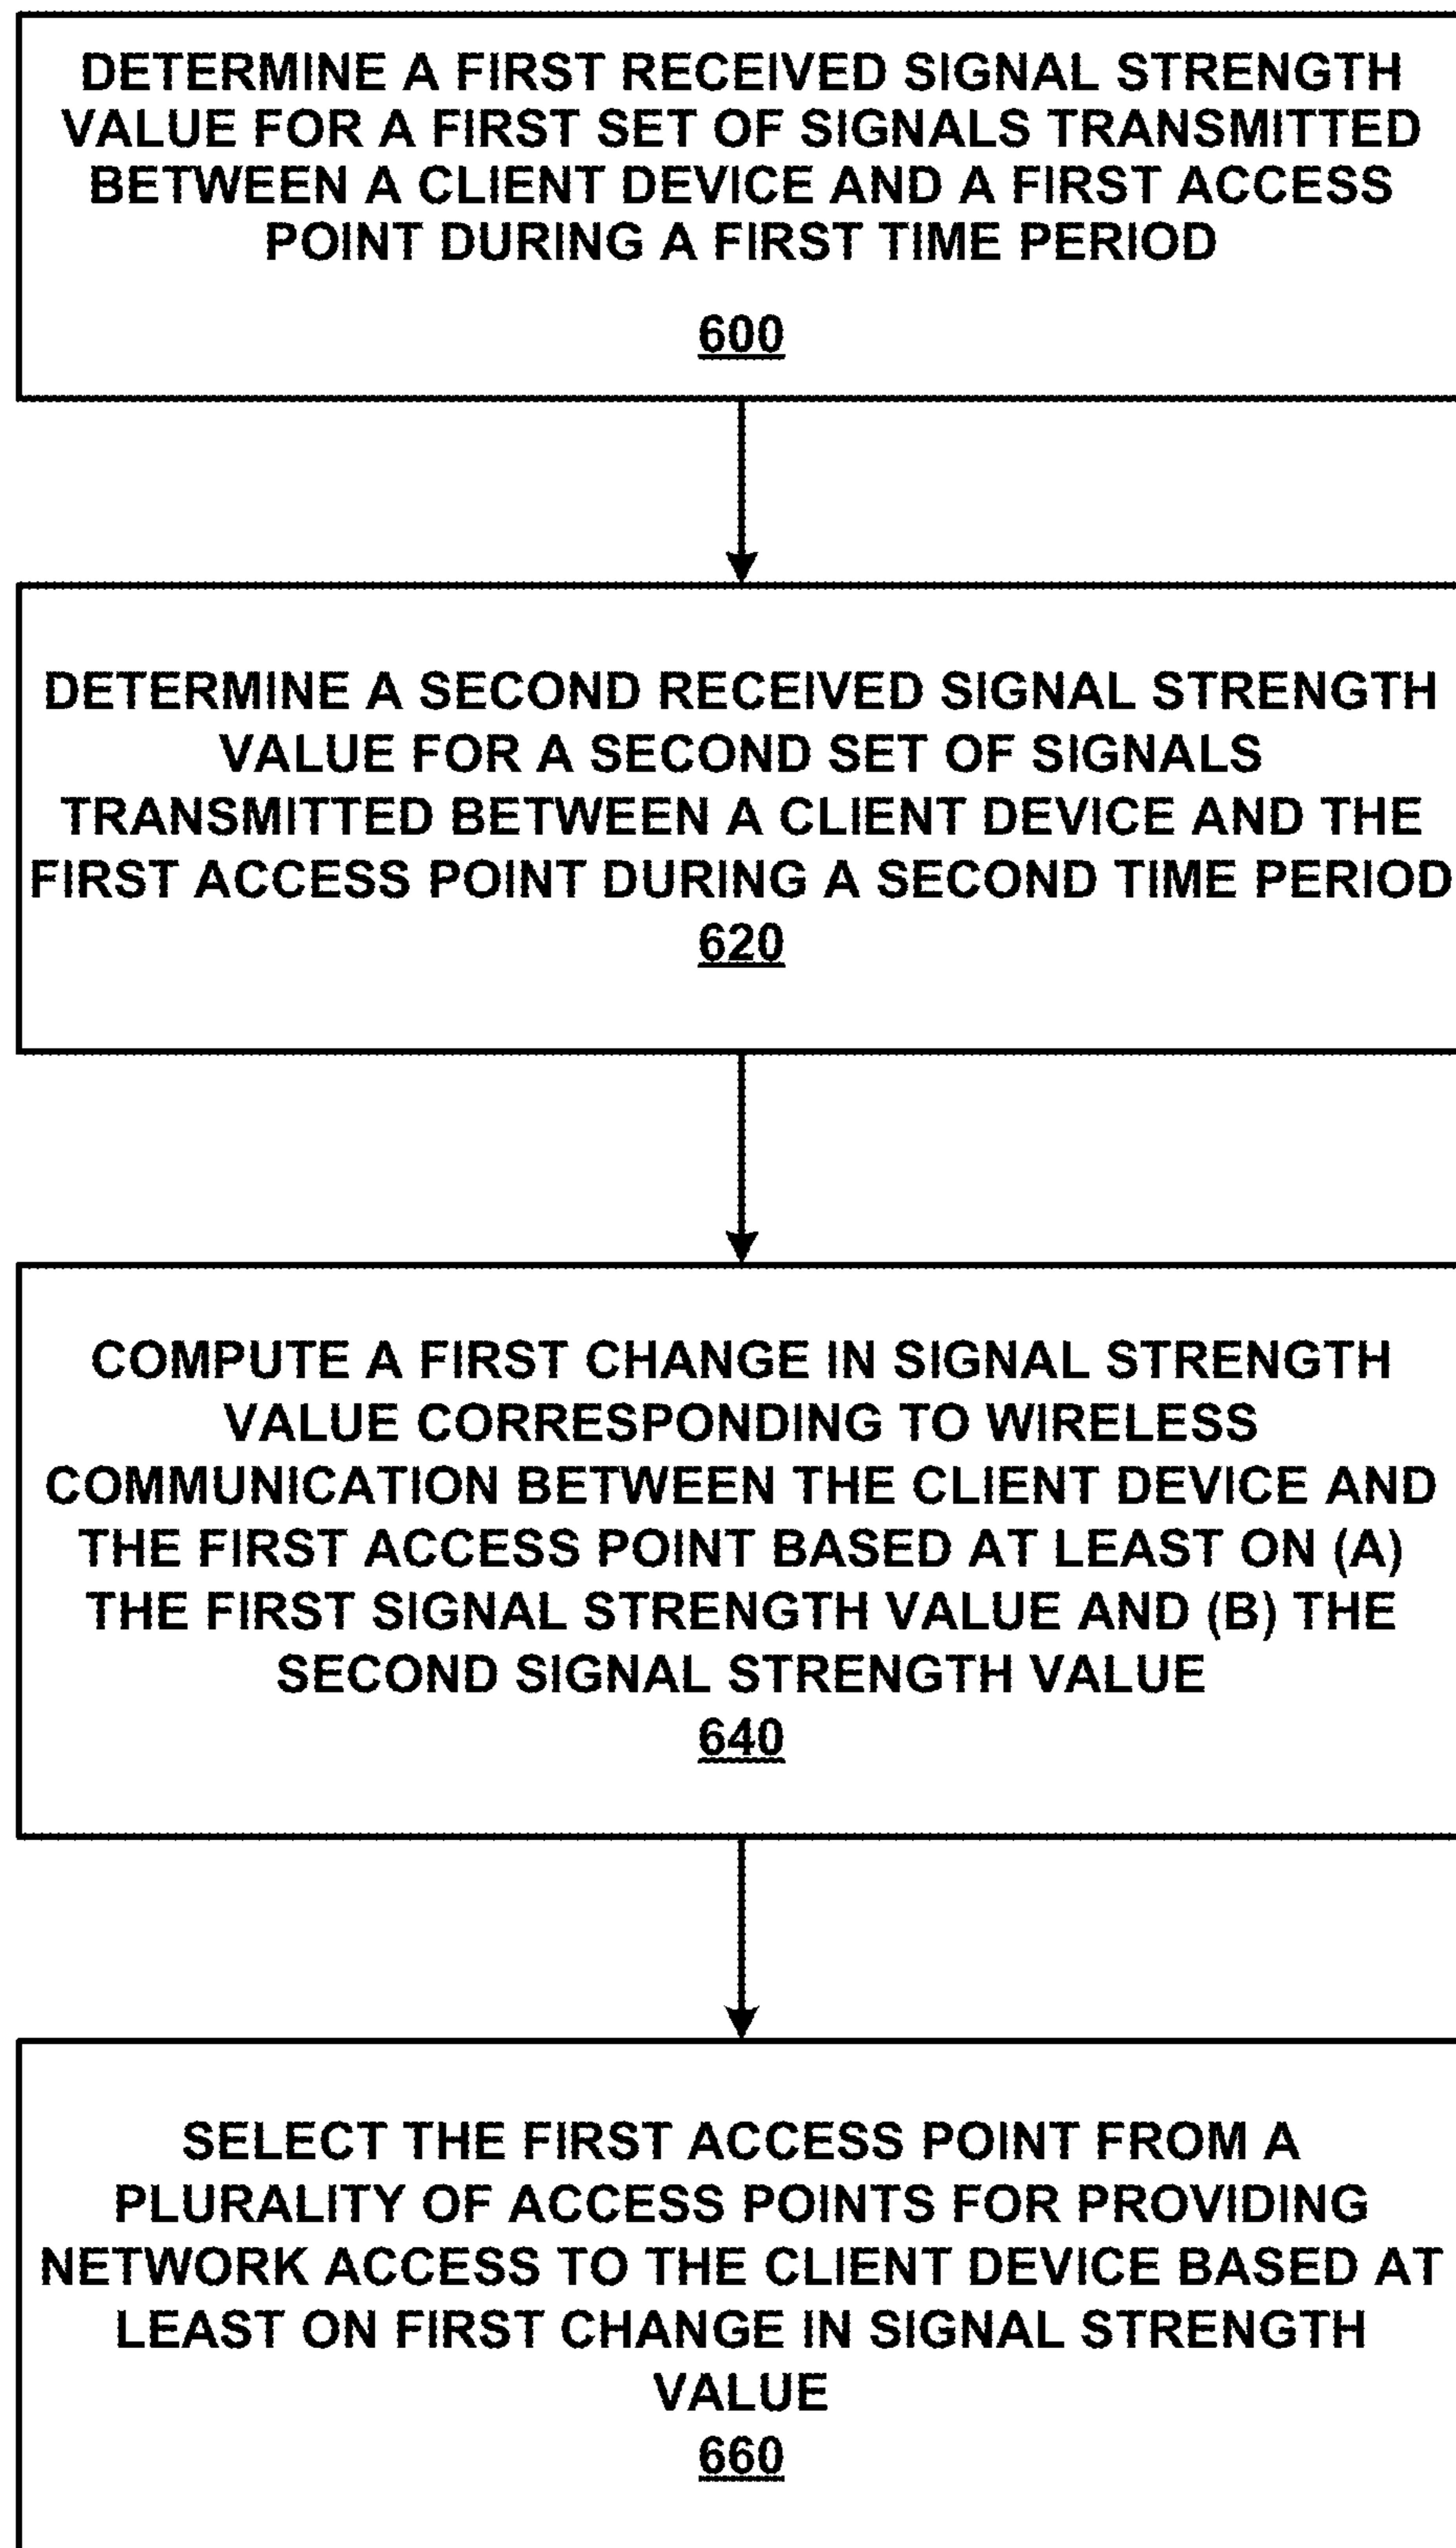 DETERMINE A FIRST RECEIVED SIGNAL STRENGTH
VALUE FOR A FIRST SET OF SIGNALS TRANSMITTED
BETWEEN A CLIENT DEVICE AND A FIRST ACCESS
POINT DURING A FIRST TIME PERIOD
600
DETERMINE A SECOND RECEIVED SIGNAL STRENGTH
VALUE FOR A SECOND SET OF SIGNALS
TRANSMITTED BETWEEN A CLIENT DEVICE AND THE
FIRST ACCESS POINT DURING A SECOND TIME PERIOD
620
COMPUTE A FIRST CHANGE IN SIGNAL STRENGTH
VALUE CORRESPONDING TO WIRELESS
COMMUNICATION BETWEEN THE CLIENT DEVICE AND
THE FIRST ACCESS POINT BASED AT LEAST ON (A)
THE FIRST SIGNAL STRENGTH VALUE AND (B) THE
SECOND SIGNAL STRENGTH VALUE
640
SELECT THE FIRST ACCESS POINT FROM A
PLURALITY OF ACCESS POINTS FOR PROVIDING
NETWORK ACCESS TO THE CLIENT DEVICE BASED AT
LEAST ON FIRST CHANGE IN SIGNAL STRENGTH
VALUE
660